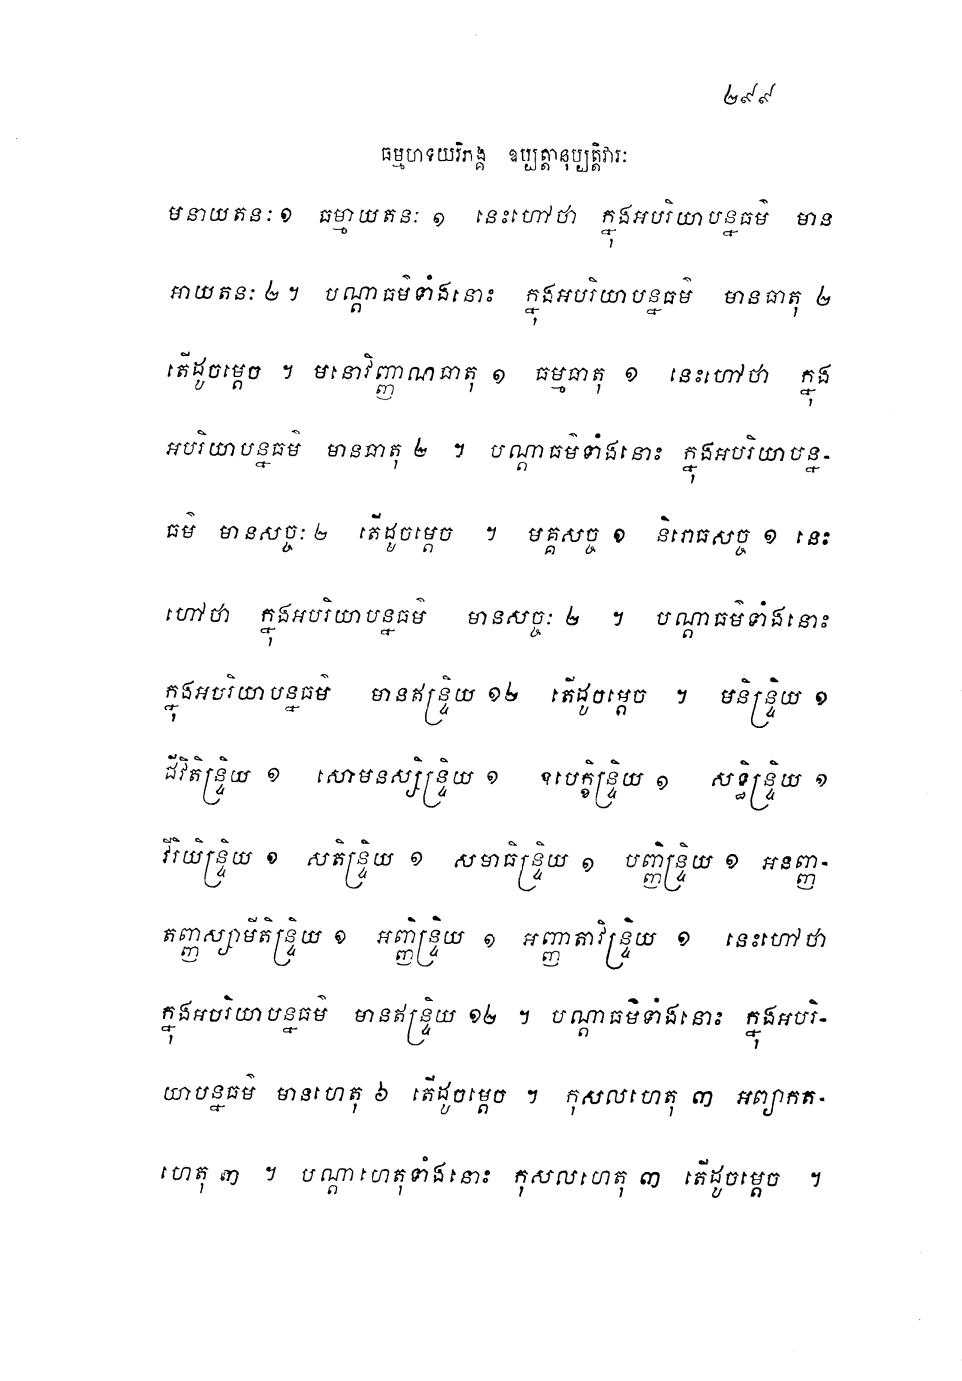 ២៩៩
ធម្មហទយវិភង្គ ឧប្បត្តានុប្បត្តិវារៈ
មនាយតនៈ ១ ធម្មាយតនៈ ១ នេះហៅថា ក្នុងអបរិយាបន្នធម៌ មាន
អាយតនៈ ២ ។ បណ្តាធម៌ទាំងនោះ ក្នុងអបរិយាបន្នធម៌ មានធាតុ ២
តើដូចម្តេច ។ មនោវិញ្ញាណធាតុ ១ ធម្មធាតុ ១ នេះហៅថា ក្នុង
អបរិយាបន្នធម៌ មានធាតុ ២ ។ បណ្តាធម៌ទាំងនោះ ក្នុងអបរិយាបន្ន-
ធម៌ មានសច្ចៈ ២ តើដូចម្តេច ។ មគ្គសច្ច ១ និរោធសច្ច ១ នេះ
ហៅថា ក្នុងអបរិយាបន្នធម៌ មានសច្ចៈ ២ ។ បណ្តាធម៌ទាំងនោះ
ក្នុងអបរិយាបន្នធម៌ មានឥន្ទ្រិយ ១២ តើដូចម្តេច ។ មនិន្ទ្រិយ ១
ជីវិតិន្ទ្រិយ ១ សោមនស្សិន្ទ្រិយ ១ ឧបេក្ខិន្ទ្រិយ ១ សទ្ធិន្ទ្រិយ ១
វីរិយិន្ទ្រិយ ១ សតិន្ទ្រិយ ១ សមាធិន្ទ្រិយ ១ បញ្ញិន្ទ្រិយ ១ អនញ្ញ-
តញ្ញស្សាមីតិន្ទ្រិយ ១ អញ្ញិន្ទ្រិយ ១ អញ្ញាតាវិន្ទ្រិយ ១ នេះហៅថា
ក្នុងអបរិយាបន្នធម៌ មានឥន្ទ្រិយ ១២ ។ បណ្តាធម៌ទាំងនោះ ក្នុងអបរិ-
យាបន្នធម៌ មានហេតុ ៦ តើដូចម្តេច ។ កុសលហេតុ ៣ អព្យាកត-
ហេតុ ៣ ។ បណ្តាហេតុទាំងនោះ កុសលហេតុ ៣ តើដូចម្តេច ។